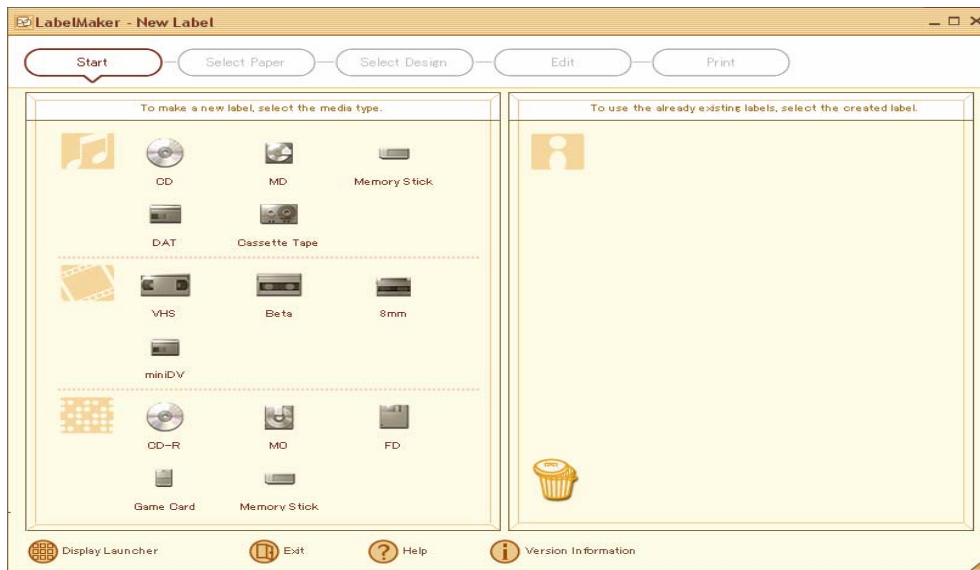 LabelMaker - New Label
Start
Select Paper
Select Design
Edit
Print
To make a new label, select the media type.
To use the already existing labels, select the created label.
CD
MD
Memory Stick
DAT
Cassette Tape
VHS
Beta
8mm
miniDV
CD-R
MO
FD
Game Card
Memory Stick
Display Launcher
Exit
Help
Version Information